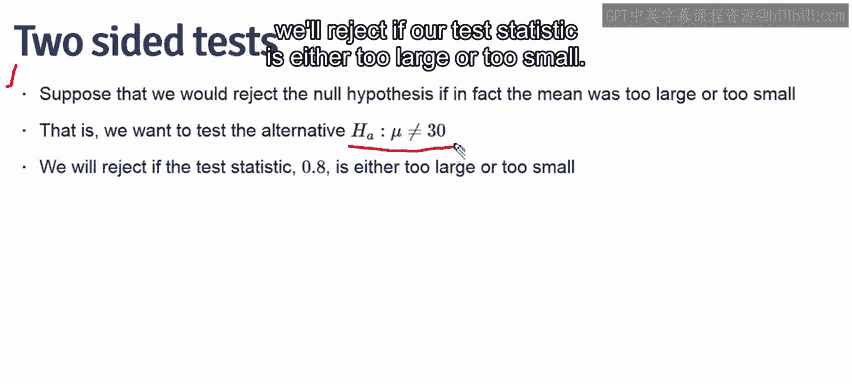 GPT中英字幕课程资源@bilibili.com
we'll reject if our test statistic
is either too large or too small.
Two sided tests
· Suppose that we would reject the null hypothesis if in fact the mean was too large or too small
· That is, we want to test the alternative Hₐ : μ ≠ 30
· We will reject if the test statistic, 0.8, is either too large or too small